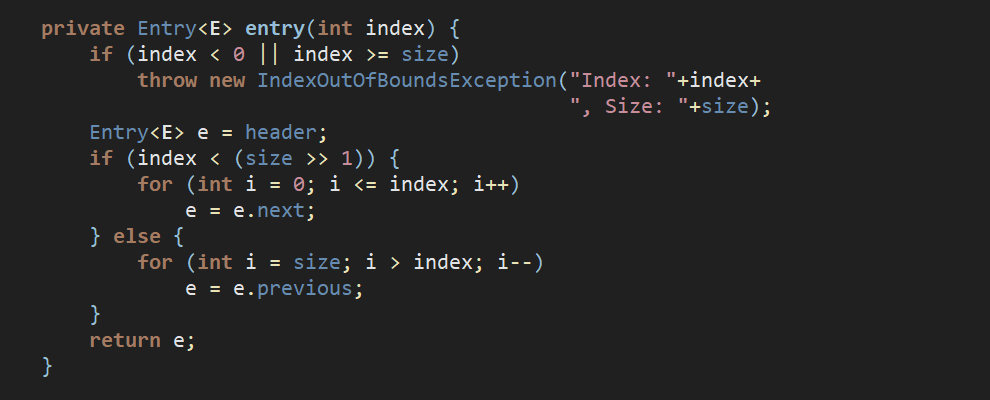 private Entry<E> entry(int index) {
    if (index < 0 || index >= size)
        throw new IndexOutOfBoundsException("Index: "+index+
                                            ", Size: "+size);
    Entry<E> e = header;
    if (index < (size >> 1)) {
        for (int i = 0; i <= index; i++)
            e = e.next;
    } else {
        for (int i = size; i > index; i--)
            e = e.previous;
    }
    return e;
}